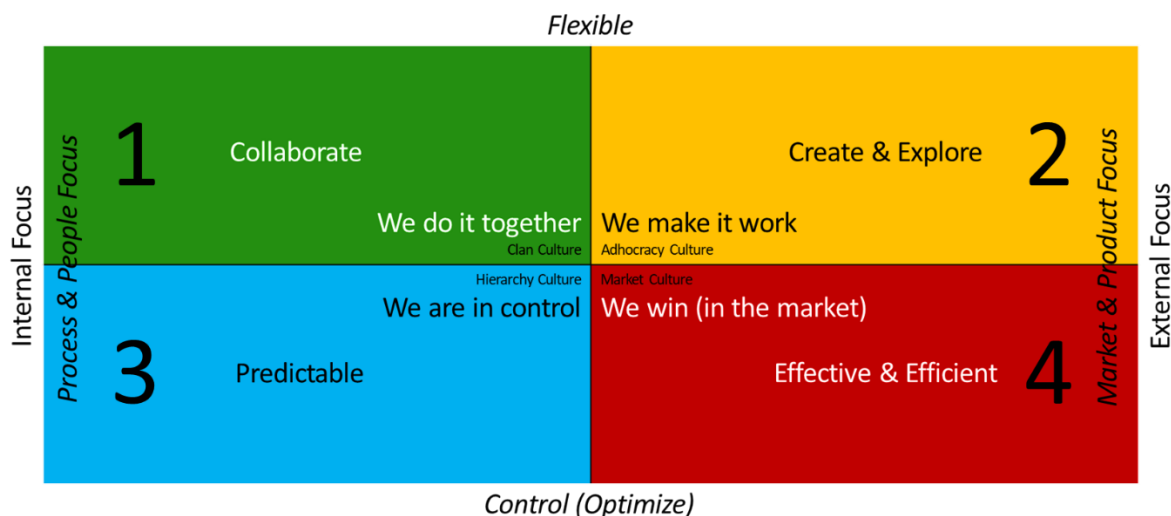 Flexible
Internal Focus
Process & People Focus
1
Collaborate
We do it together
Clan Culture
Create & Explore
2
We make it work
Adhocracy Culture
Hierarchy Culture
We are in control
3
Predictable
Market Culture
We win (in the market)
Effective & Efficient
4
Market & Product Focus
External Focus
Control (Optimize)